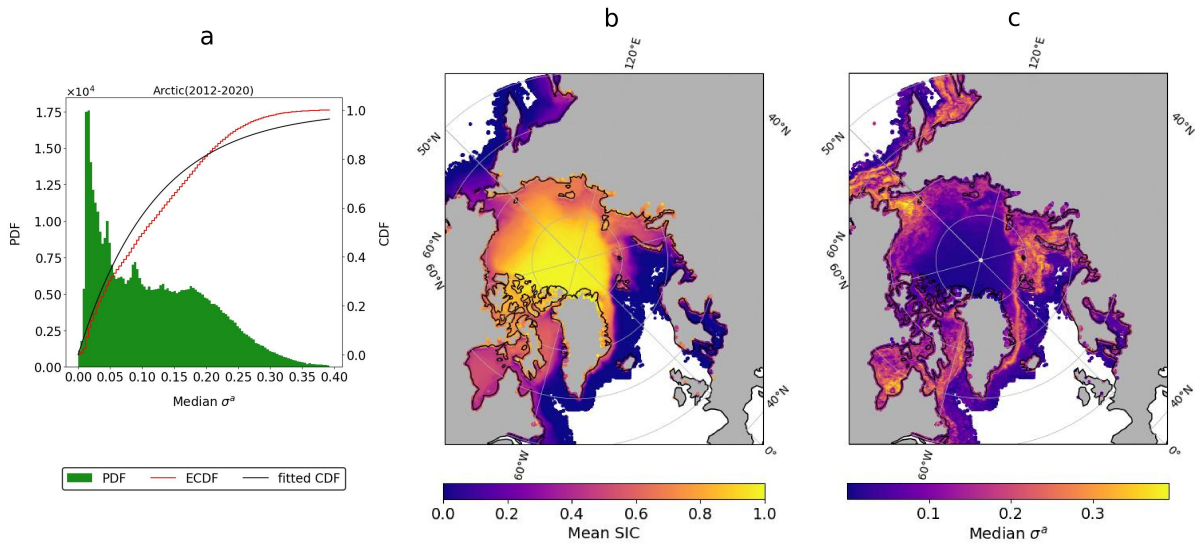 a
×10⁴
Arctic(2012-2020)
PDF
17.5
1.50
1.25
1.00
0.75
0.50
0.25
0.00
0.00 0.05 0.10 0.15 0.20 0.25 0.30 0.35 0.40
Median σᵃ
1.0
0.8
0.6
0.4
0.2
0.0
CDF
PDF ECDF fitted CDF
b
120°E
50°N
40°N
60°N
60°N
40°N
60°W
0°
0.0 0.2 0.4 0.6 0.8 1.0
Mean SIC
c
120°E
50°N
40°N
60°N
60°N
40°N
60°W
0°
0.1 0.2 0.3
Median σᵃ